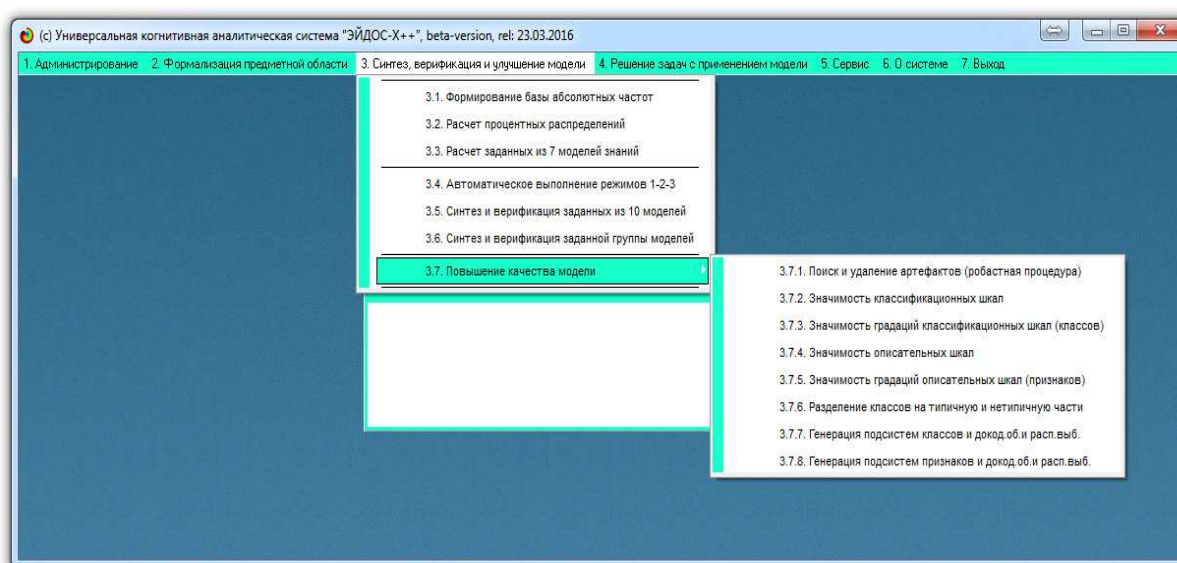 (c) Универсальная когнитивная аналитическая система "ЭЙДОС-Х++", beta-version, rel: 23.03.2016
1. Администрирование 2. Формализация предметной области 3. Синтез, верификация и улучшение модели 4. Решение задач с применением модели 5. Сервис 6. О системе 7. Выход
3.1. Формирование базы абсолютных частот
3.2. Расчет процентных распределений
3.3. Расчет заданных из 7 моделей знаний
3.4. Автоматическое выполнение режимов 1-2-3
3.5. Синтез и верификация заданных из 10 моделей
3.6. Синтез и верификация заданной группы моделей
3.7. Повышение качества модели
3.7.1. Поиск и удаление артефактов (робастная процедура)
3.7.2. Значимость классификационных шкал
3.7.3. Значимость градаций классификационных шкал (классов)
3.7.4. Значимость описательных шкал
3.7.5. Значимость градаций описательных шкал (признаков)
3.7.6. Разделение классов на типичную и нетипичную части
3.7.7. Генерация подсистем классов и докод.об.и расп.выб.
3.7.8. Генерация подсистем признаков и докод.об.и расп.выб.